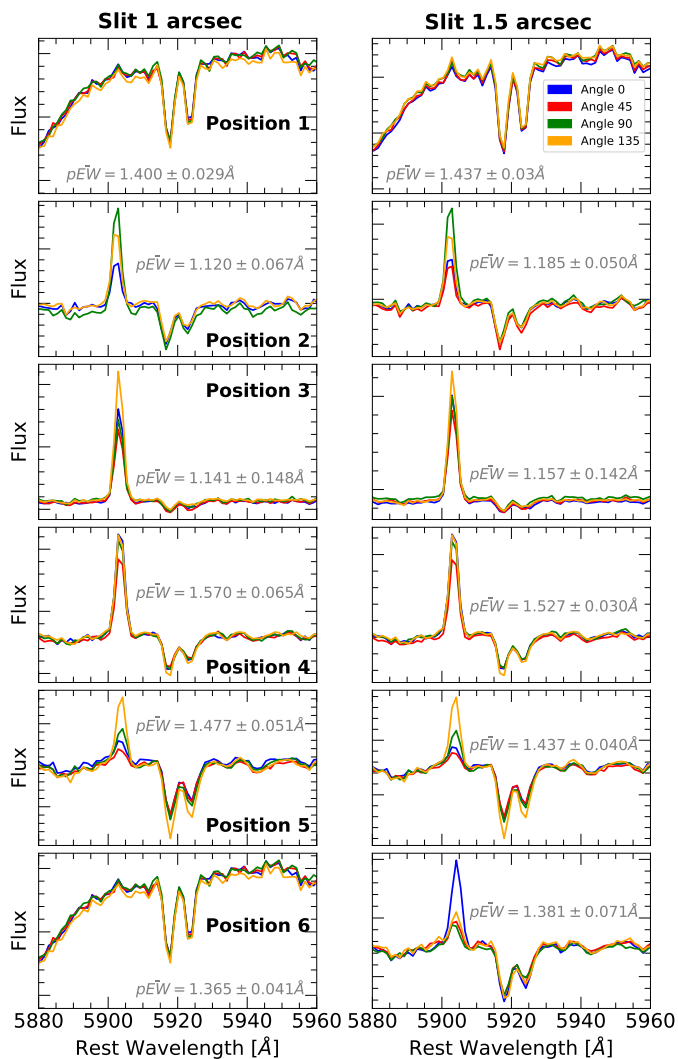 Slit 1 arcsec
Slit 1.5 arcsec
Flux
Position 1
pEW̄ = 1.400 ± 0.029Å
Angle 0
Angle 45
Angle 90
Angle 135
pEW̄ = 1.437 ± 0.03Å
Flux
pEW̄ = 1.120 ± 0.067Å
Position 2
pEW̄ = 1.185 ± 0.050Å
Flux
Position 3
pEW̄ = 1.141 ± 0.148Å
pEW̄ = 1.157 ± 0.142Å
Flux
pEW̄ = 1.570 ± 0.065Å
Position 4
pEW̄ = 1.527 ± 0.030Å
Flux
pEW̄ = 1.477 ± 0.051Å
Position 5
pEW̄ = 1.437 ± 0.040Å
Flux
Position 6
pEW̄ = 1.365 ± 0.041Å
pEW̄ = 1.381 ± 0.071Å
5880 5900 5920 5940 5960
5880 5900 5920 5940 5960
Rest Wavelength [Å]
Rest Wavelength [Å]